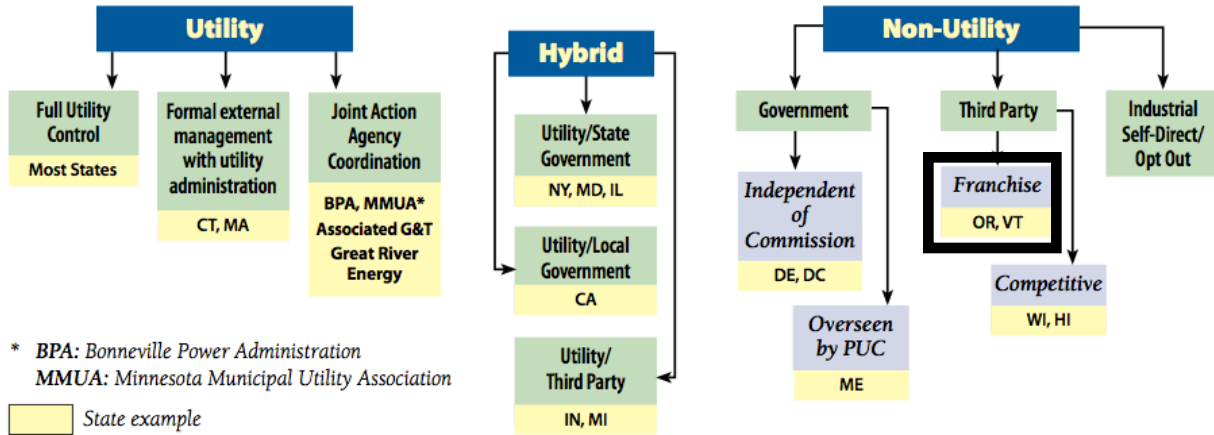 Utility
Full Utility
Control
Most States
Formal external
management
with utility
administration
CT, MA
Joint Action
Agency
Coordination
BPA, MMUA*
Associated G&T
Great River
Energy
* BPA: Bonneville Power Administration
MMUA: Minnesota Municipal Utility Association
State example
Hybrid
Utility/State
Government
NY, MD, IL
Utility/Local
Government
CA
Utility/
Third Party
IN, MI
Non-Utility
Government
Independent
of
Commission
DE, DC
Overseen
by PUC
ME
Third Party
Franchise
OR, VT
Competitive
WI, HI
Industrial
Self-Direct/
Opt Out